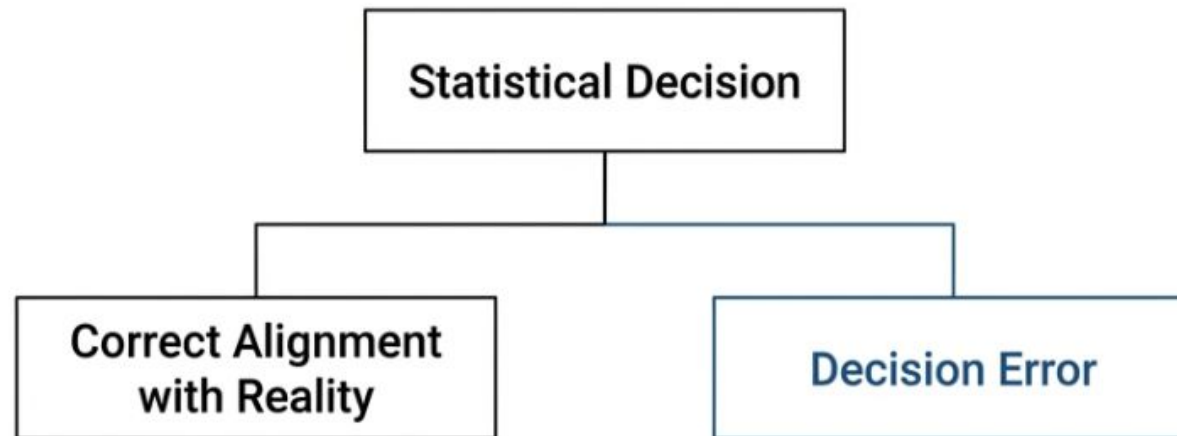 Statistical Decision
Correct Alignment
with Reality
Decision Error